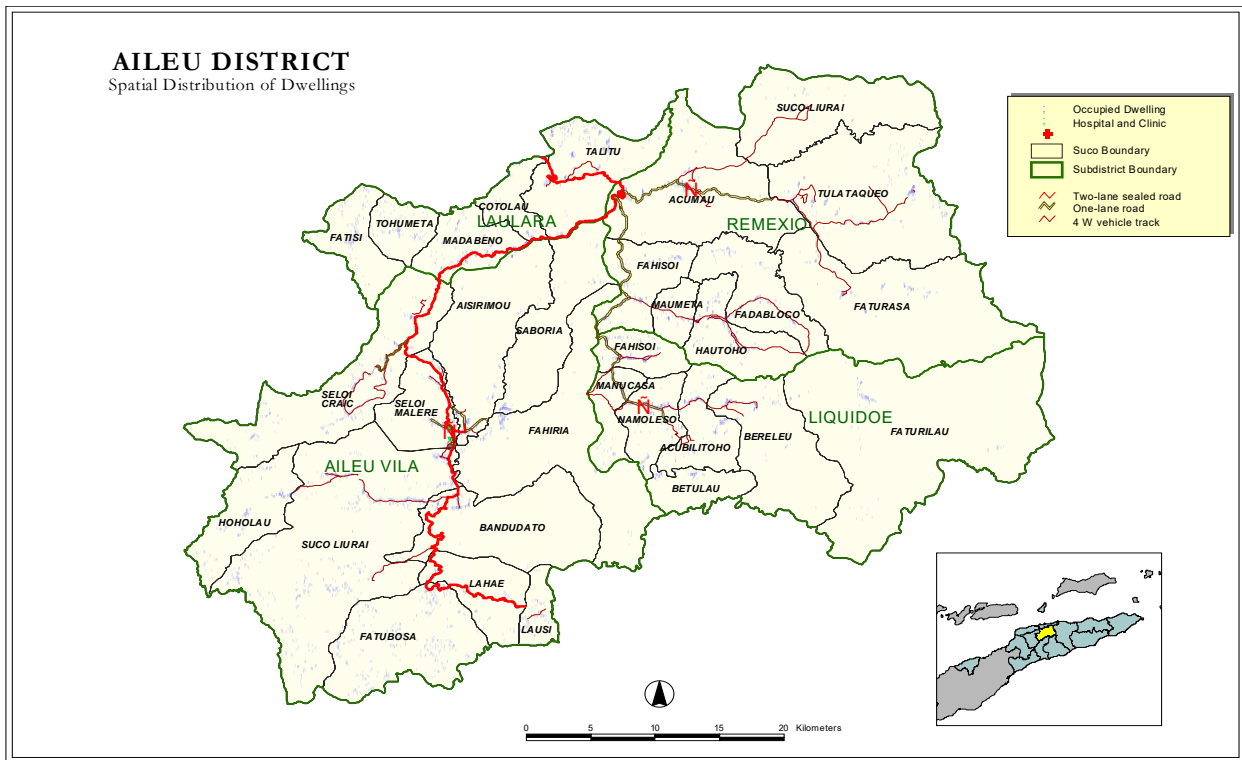 AILEU DISTRICT
Spatial Distribution of Dwellings
Occupied Dwelling
Hospital and Clinic
Suco Boundary
Subdistrict Boundary
Two-lane sealed road
One-lane road
4 W vehicle track
SUCO LIURAI
TALITU
TULATAQUEO
Ñ
ACUMAU
COTOLAU
LAULARA
TOHUMETA
REMEXIO
FATISI
MADABENO
FAHISOI
AISIRIMOU
MAUMETA
FATURASA
FADABLOCO
SABORIA
FAHISOI
HAUTOHO
MANUCASA
SELOI
CRAIC
SELOI
MALERE
Ñ
NAMOLESO
LIQUIDOE
FAHIRIA
BERELEU
FATURILAU
ACUBILITOHO
AILEU VILA
BETULAU
HOHOLAU
BANDUDATO
SUCO LIURAI
LAHAE
FATUBOSA
LAUSI
0 5 10 15 20 Kilometers